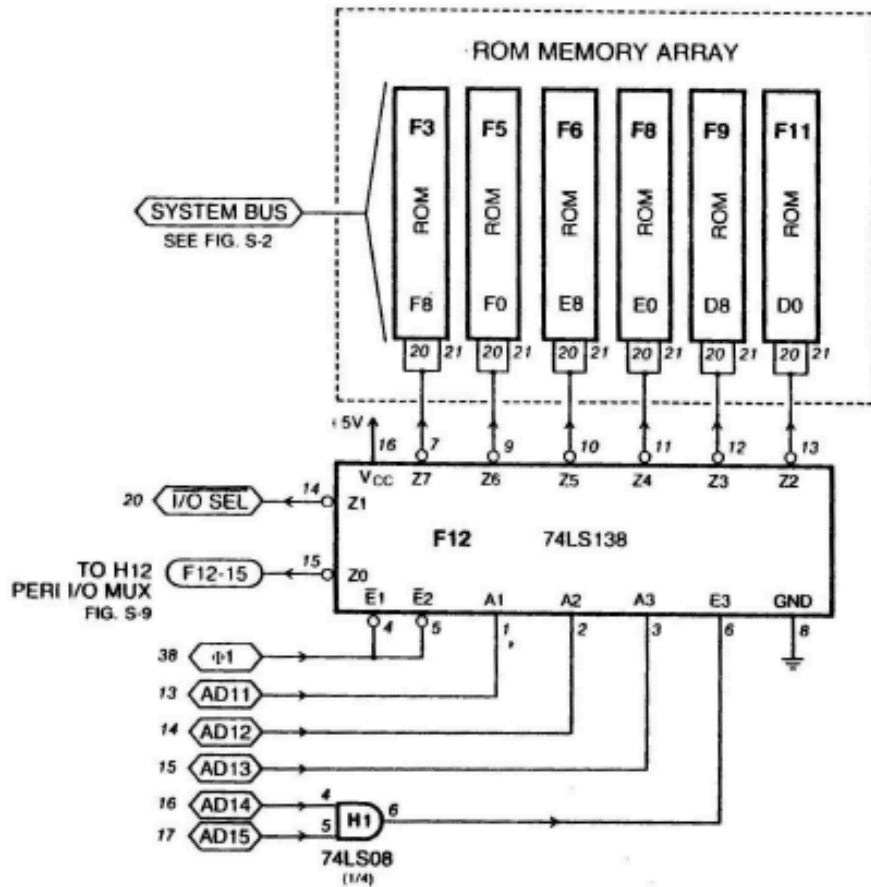 ROM MEMORY ARRAY
F3 F5 F6 F8 F9 F11
ROM ROM ROM ROM ROM ROM
SYSTEM BUS
SEE FIG. S-2
F8 F0 E8 E0 D8 D0
20 21 20 21 20 21 20 21 20 21 20 21
5V 16 7 9 10 11 12 13
VCC Z7 Z6 Z5 Z4 Z3 Z2
20 I/O SEL 14 Z1
F12 74LS138
TO H12
PERI I/O MUX
FIG. S-9
F12-15 15 Z0
E1 E2 A1 A2 A3 E3 GND
4 5 1 2 3 6 8
38 Φ1
13 AD11
14 AD12
15 AD13
16 AD14 4
H1 6
17 AD15 5
74LS08
(1/4)